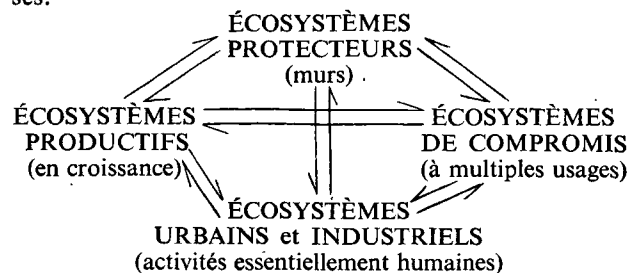 ses.
ÉCOSYSTÈMES
PROTECTEURS
(murs) .
ÉCOSYSTÈMES
PRODUCTIFS
(en croissance)
ÉCOSYSTÈMES
DE COMPROMIS
(à multiples usages)
ÉCOSYSTÈMES
URBAINS et INDUSTRIELS
(activités essentiellement humaines)